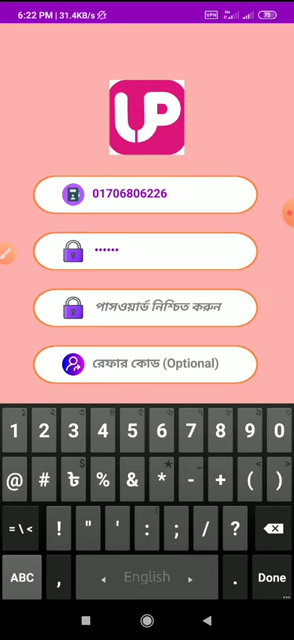 6:22 PM | 31.4KB/s
VPN
75
UP
01706806226
••••••
পাসওয়ার্ড নিশ্চিত করুন
রেফার কোড (Optional)
1 2 3 4 5 6 7 8 9 0
@ # ৳ % & * - + ( )
= \ < ! " ' : ; / ?
ABC , English . Done